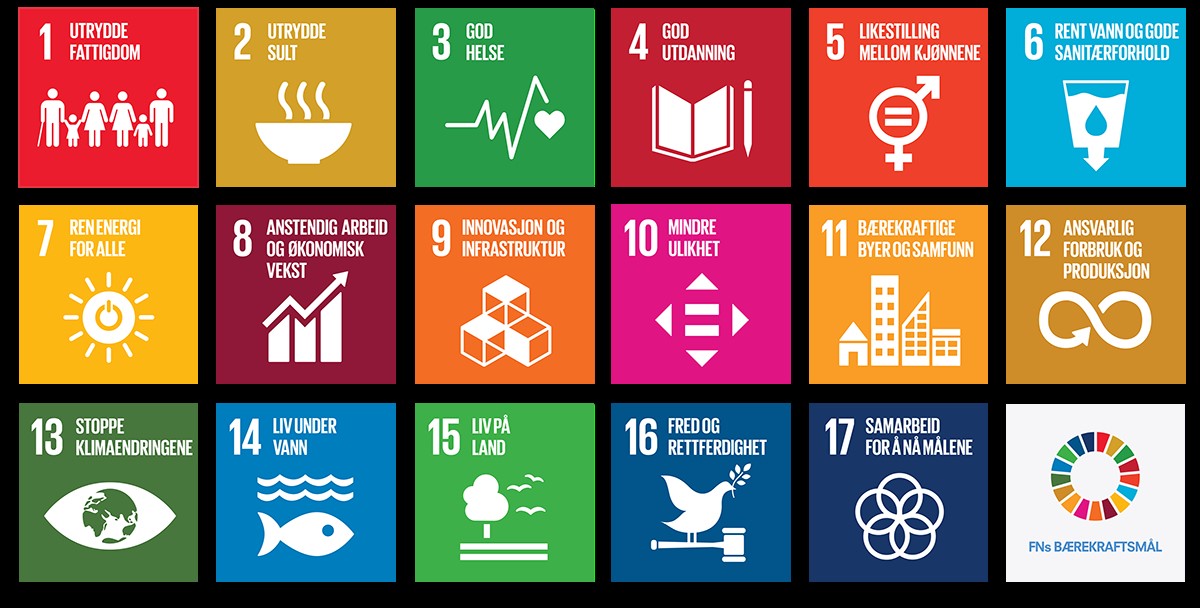 1 UTRYDDE
FATTIGDOM
2 UTRYDDE
SULT
3 GOD
HELSE
4 GOD
UTDANNING
5 LIKESTILLING
MELLOM KJØNNENE
6 RENT VANN OG GODE
SANITÆRFORHOLD
7 REN ENERGI
FOR ALLE
8 ANSTENDIG ARBEID
OG ØKONOMISK
VEKST
9 INNOVASJON OG
INFRASTRUKTUR
10 MINDRE
ULIKHET
11 BÆREKRAFTIGE
BYER OG SAMFUNN
12 ANSVARLIG
FORBRUK OG
PRODUKSJON
13 STOPPE
KLIMAENDRINGENE
14 LIV UNDER
VANN
15 LIV PÅ
LAND
16 FRED OG
RETTFERDIGHET
17 SAMARBEID
FOR Å NÅ MÅLENE
FNs BÆREKRAFTSMÅL